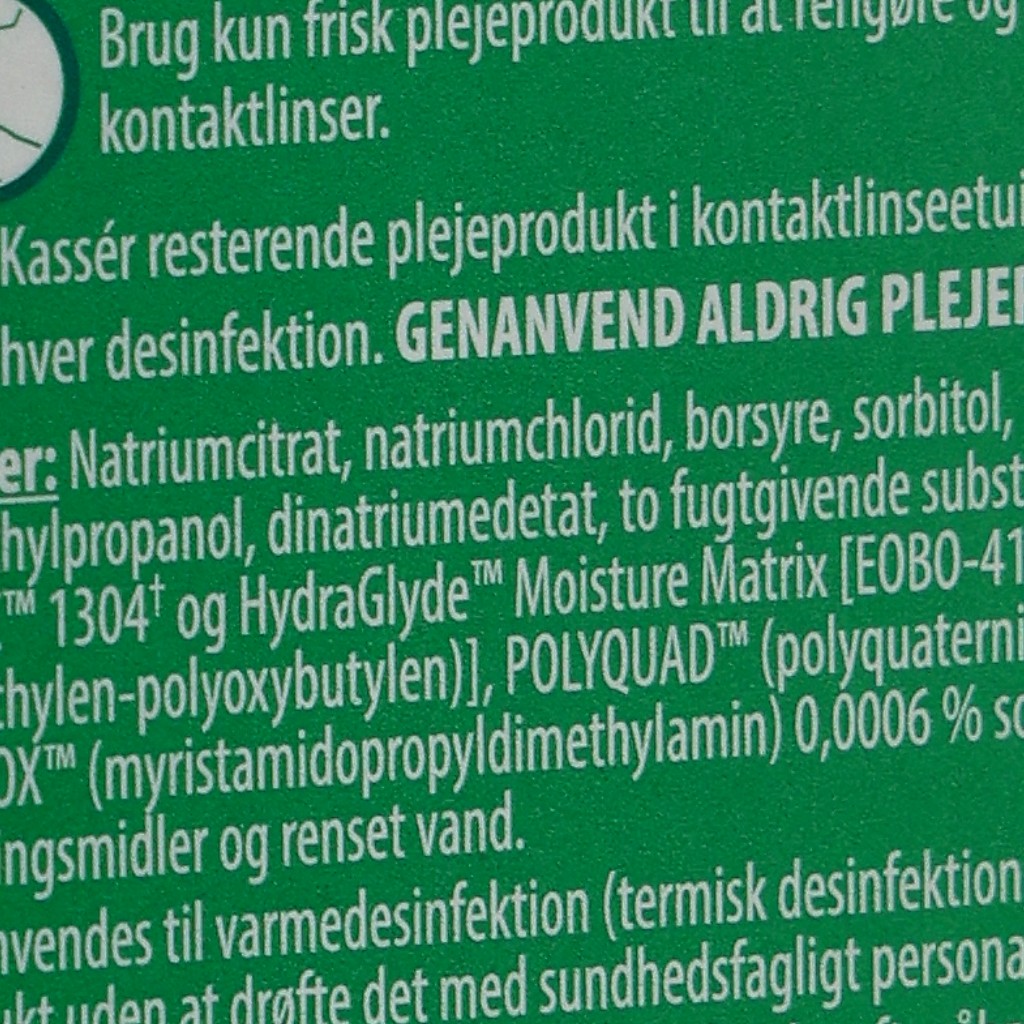 Brug kun frisk plejeprodukt til at rengøre og
kontaktlinser.
Kassér resterende plejeprodukt i kontaktlinseetui
hver desinfektion. GENANVEND ALDRIG PLEJE
er: Natriumcitrat, natriumchlorid, borsyre, sorbitol,
hylpropanol, dinatriumedetat, to fugtgivende subst
™ 1304† og HydraGlyde™ Moisture Matrix [EOBO-41
thylen-polyoxybutylen)], POLYQUAD™ (polyquaterni
OX™ (myristamidopropyldimethylamin) 0,0006 % so
ingsmidler og renset vand.
nvendes til varmedesinfektion (termisk desinfektion
ukt uden at drøfte det med sundhedsfagligt persona